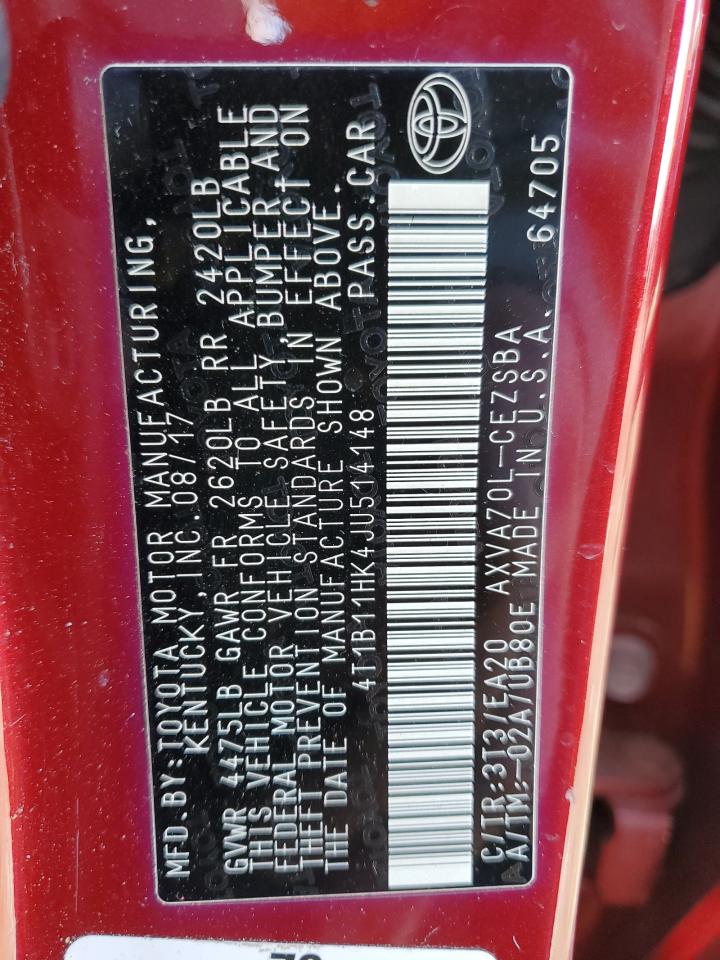 MFD.BY:TOYOTA MOTOR MANUFACTURING,
KENTUCKY,INC.08/17
GVWR 4475LB GAWR FR 2620LB RR 2420LB
THIS VEHICLE CONFORMS TO ALL APPLICABLE
FEDERAL MOTOR VEHICLE SAFETY,BUMPER,AND
THEFT PREVENTION STANDARDS IN EFFECT ON
THE DATE OF MANUFACTURE SHOWN ABOVE.
4T1B11HK4JU514148 PASS.CAR
C/TR:3T3/EA20 AXVA70L-CEZSBA
A/TM:-02A/UB80E MADE IN U.S.A. 64705